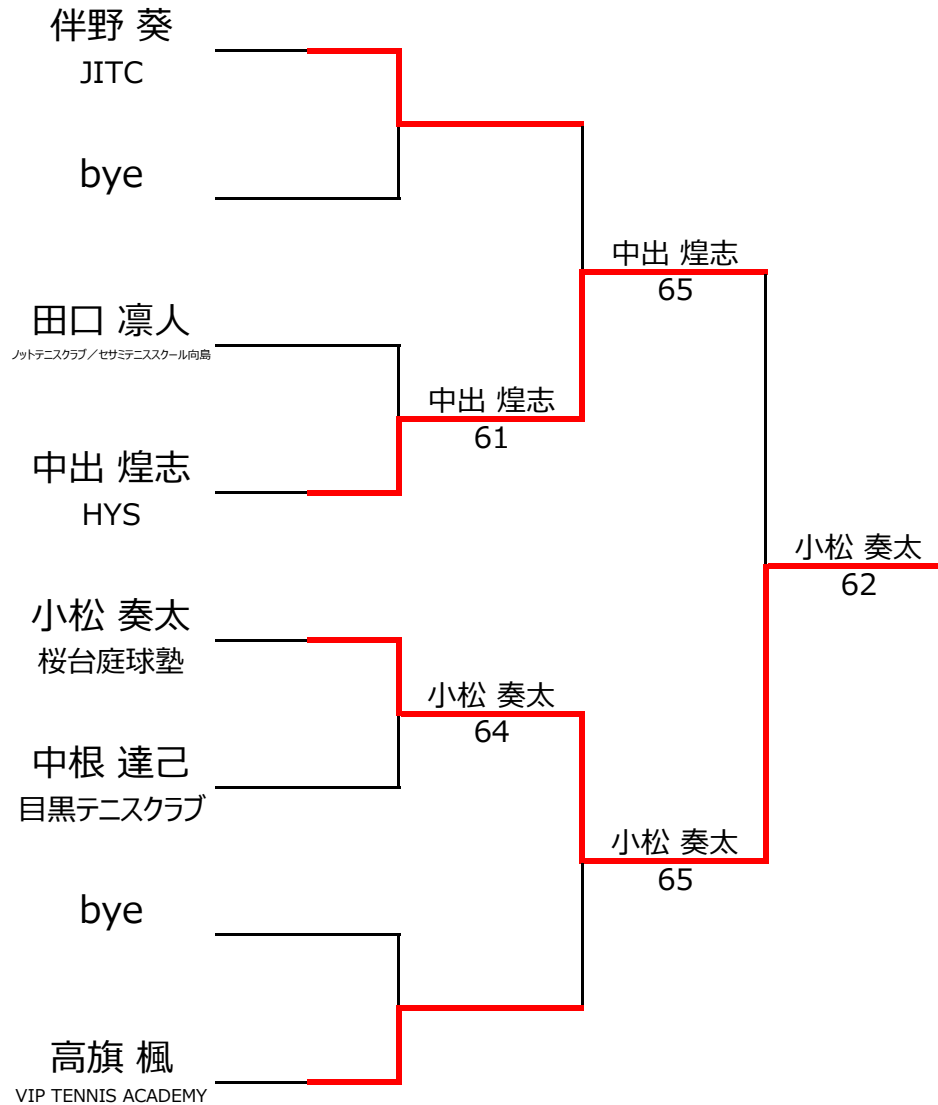 伴野 葵
JITC
bye
田口 凛人
ノットテニスクラブ／セサミテニススクール向島
中出 煌志
HYS
小松 奏太
桜台庭球塾
中根 達己
目黒テニスクラブ
bye
高旗 楓
VIP TENNIS ACADEMY
中出 煌志
61
小松 奏太
64
中出 煌志
65
小松 奏太
65
小松 奏太
62